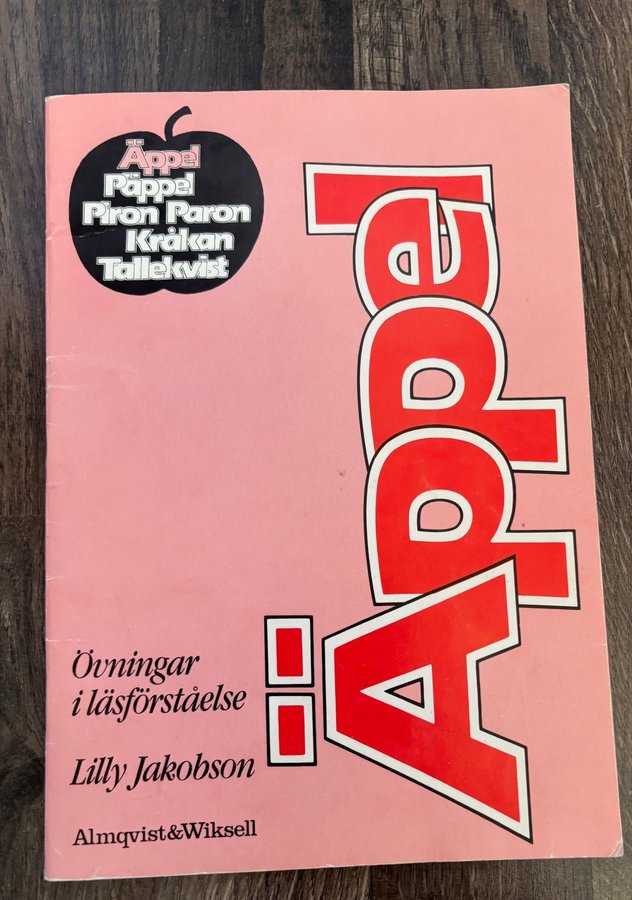 Äppel
Päppel
Piron Paron
Kråkan
Tallekvist
Äppel
Övningar
i läsförståelse
Lilly Jakobson
Almqvist&Wiksell